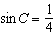 sin C = 1/4